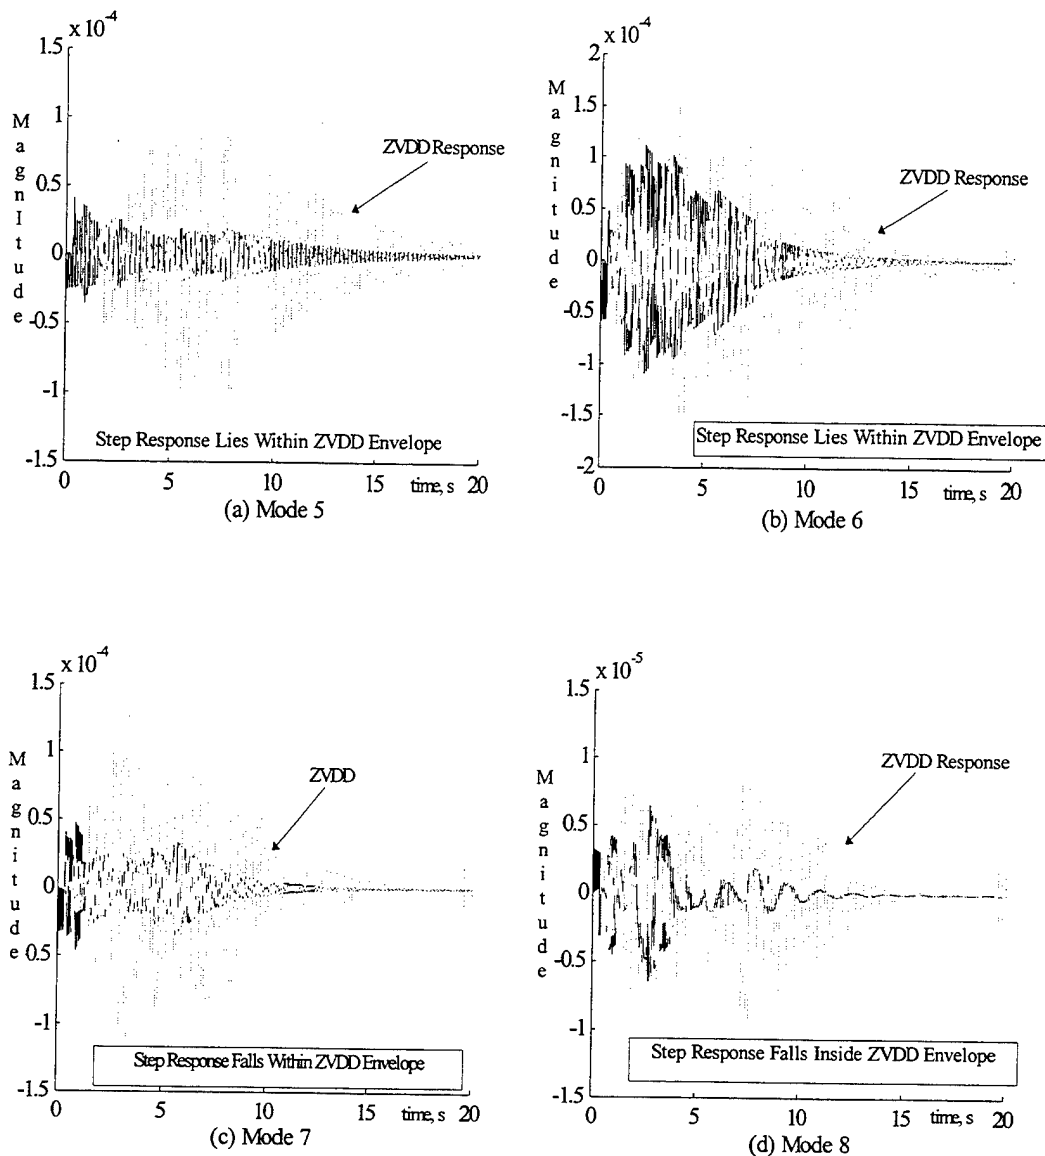 x 10-4
1.5
1
0.5
0
-0.5
-1
-1.5
MagnItude
ZVDD Response
Step Response Lies Within ZVDD Envelope
0 5 10 15 time, s 20
(a) Mode 5
x 10-4
2
1.5
1
0.5
0
-0.5
-1
-1.5
-2
Magnitude
ZVDD Response
Step Response Lies Within ZVDD Envelope
0 5 10 15 time, s 20
(b) Mode 6
x 10-4
1.5
1
0.5
0
-0.5
-1
-1.5
Magnitude
ZVDD
Step Response Falls Within ZVDD Envelope
0 5 10 15 time, s 20
(c) Mode 7
x 10-5
1.5
1
0.5
0
-0.5
-1
-1.5
Magnitude
ZVDD Response
Step Response Falls Inside ZVDD Envelope
0 5 10 15 time, s 20
(d) Mode 8